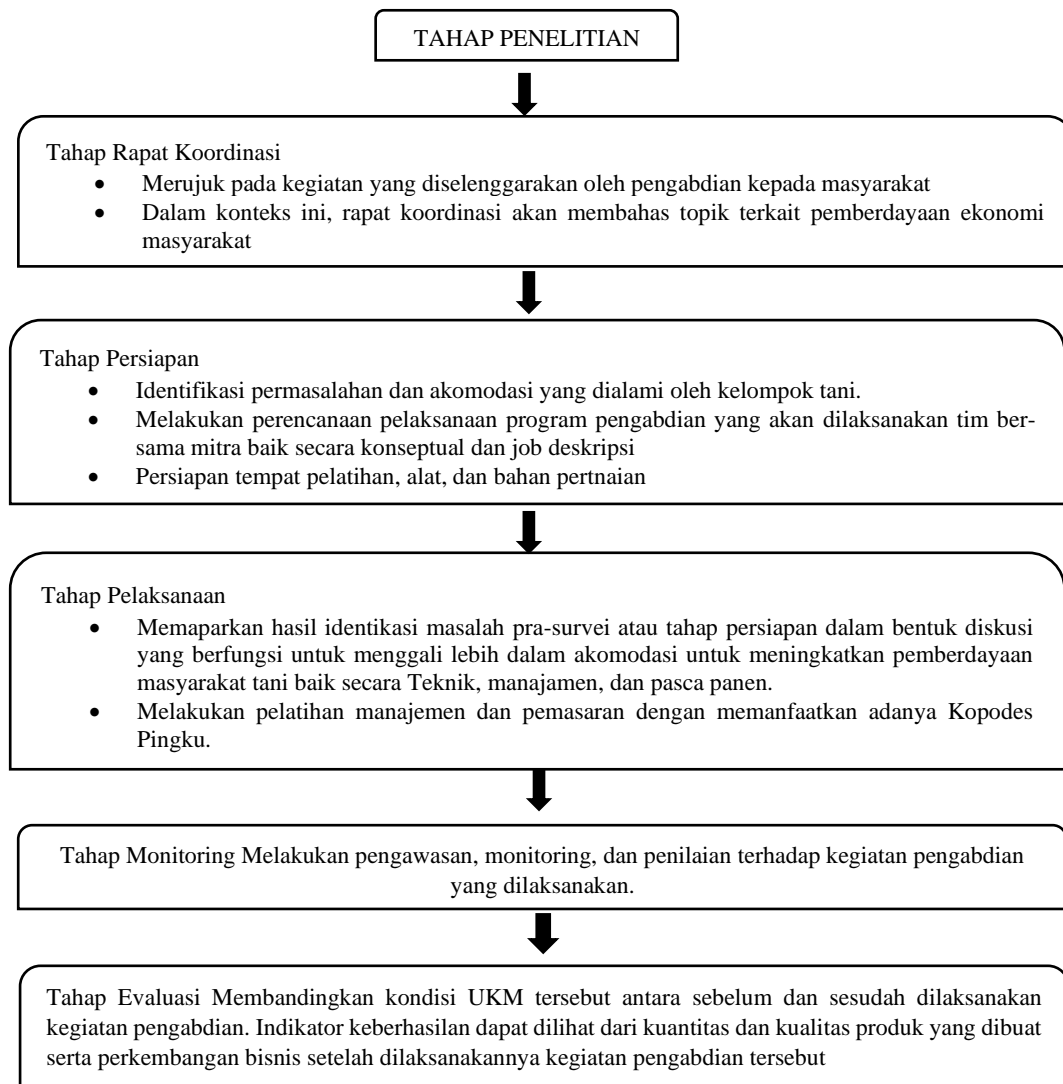 TAHAP PENELITIAN
Tahap Rapat Koordinasi
• Merujuk pada kegiatan yang diselenggarakan oleh pengabdian kepada masyarakat
• Dalam konteks ini, rapat koordinasi akan membahas topik terkait pemberdayaan ekonomi
masyarakat
Tahap Persiapan
• Identifikasi permasalahan dan akomodasi yang dialami oleh kelompok tani.
• Melakukan perencanaan pelaksanaan program pengabdian yang akan dilaksanakan tim ber-
sama mitra baik secara konseptual dan job deskripsi
• Persiapan tempat pelatihan, alat, dan bahan pertnaian
Tahap Pelaksanaan
• Memaparkan hasil identikasi masalah pra-survei atau tahap persiapan dalam bentuk diskusi
yang berfungsi untuk menggali lebih dalam akomodasi untuk meningkatkan pemberdayaan
masyarakat tani baik secara Teknik, manajamen, dan pasca panen.
• Melakukan pelatihan manajemen dan pemasaran dengan memanfaatkan adanya Kopodes
Pingku.
Tahap Monitoring Melakukan pengawasan, monitoring, dan penilaian terhadap kegiatan pengabdian
yang dilaksanakan.
Tahap Evaluasi Membandingkan kondisi UKM tersebut antara sebelum dan sesudah dilaksanakan
kegiatan pengabdian. Indikator keberhasilan dapat dilihat dari kuantitas dan kualitas produk yang dibuat
serta perkembangan bisnis setelah dilaksanakannya kegiatan pengabdian tersebut